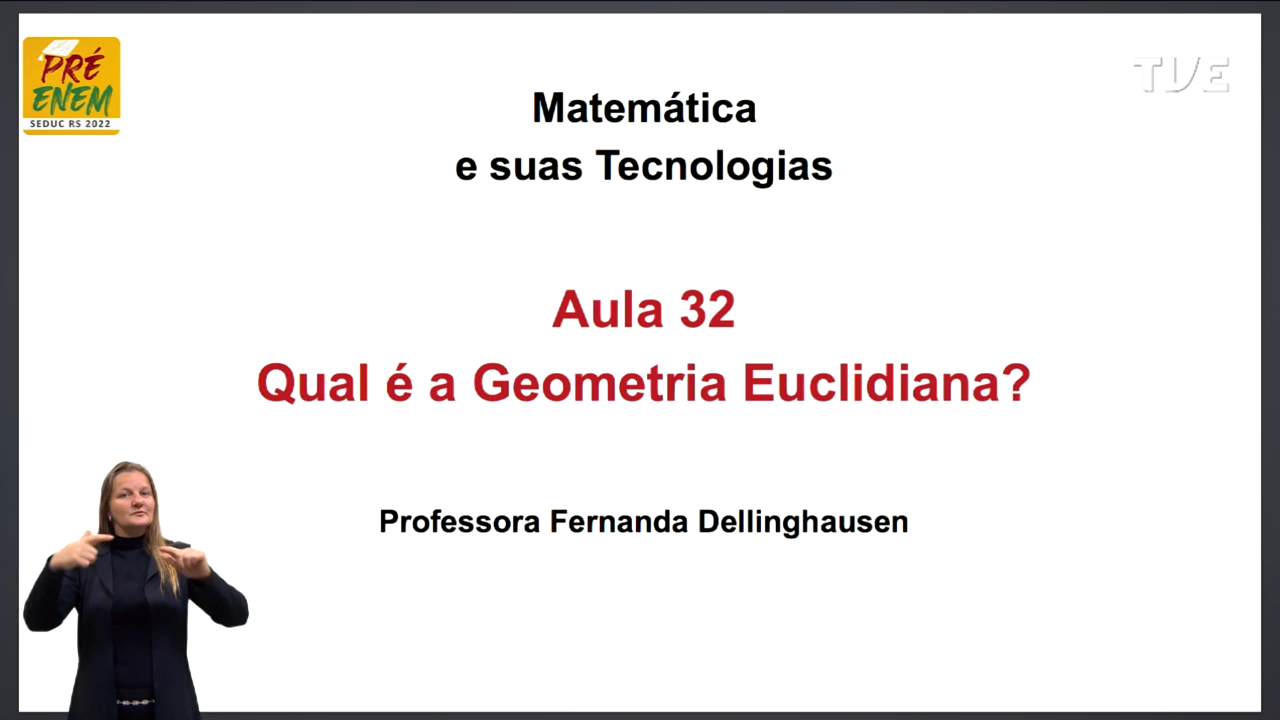 PRÉ
ENEM
SEDUC RS 2022
TVE
Matemática
e suas Tecnologias
Aula 32
Qual é a Geometria Euclidiana?
Professora Fernanda Dellinghausen